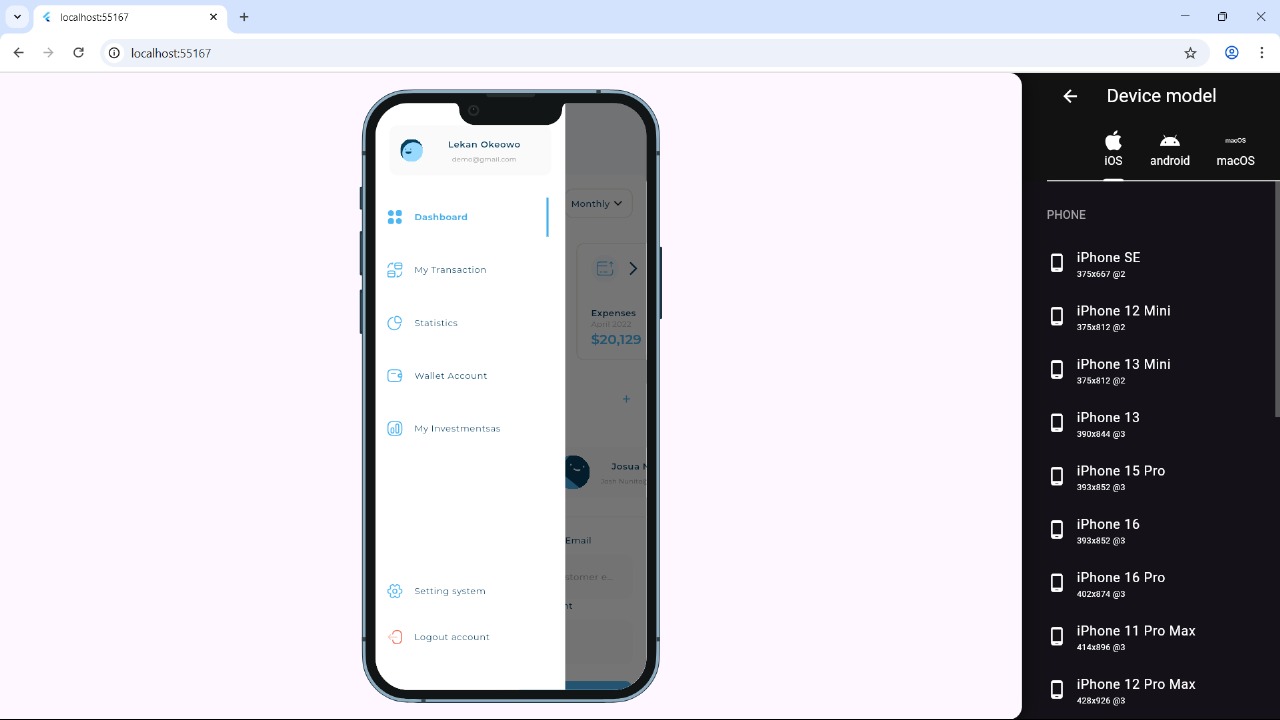 localhost:55167
localhost:55167
Lekan Okeowo
demo@gmail.com
Dashboard
My Transaction
Statistics
Wallet Account
My Investmentsas
Setting system
Logout account
Monthly
Expenses
April 2022
$20,129
+
Josua
Email
stomer e...
nt
Device model
iOS
android
macOS
macOS
PHONE
iPhone SE
375x667 @2
iPhone 12 Mini
375x812 @2
iPhone 13 Mini
375x812 @2
iPhone 13
390x844 @3
iPhone 15 Pro
393x852 @3
iPhone 16
393x852 @3
iPhone 16 Pro
402x874 @3
iPhone 11 Pro Max
414x896 @3
iPhone 12 Pro Max
428x926 @3